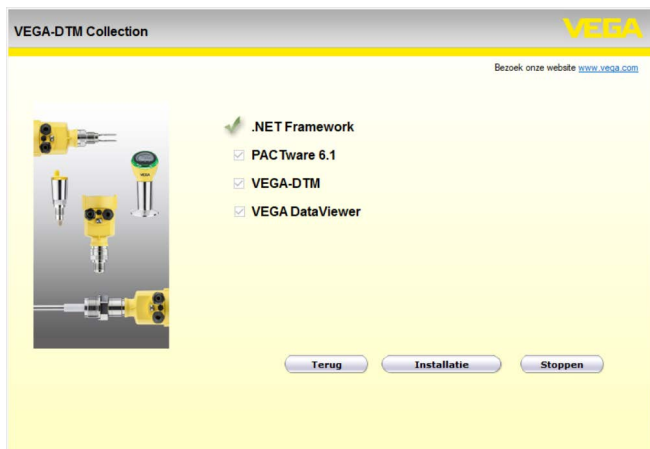 VEGA-DTM Collection
VEGA
Bezoek onze website www.vega.com
.NET Framework
PACTware 6.1
VEGA-DTM
VEGA DataViewer
Terug
Installatie
Stoppen